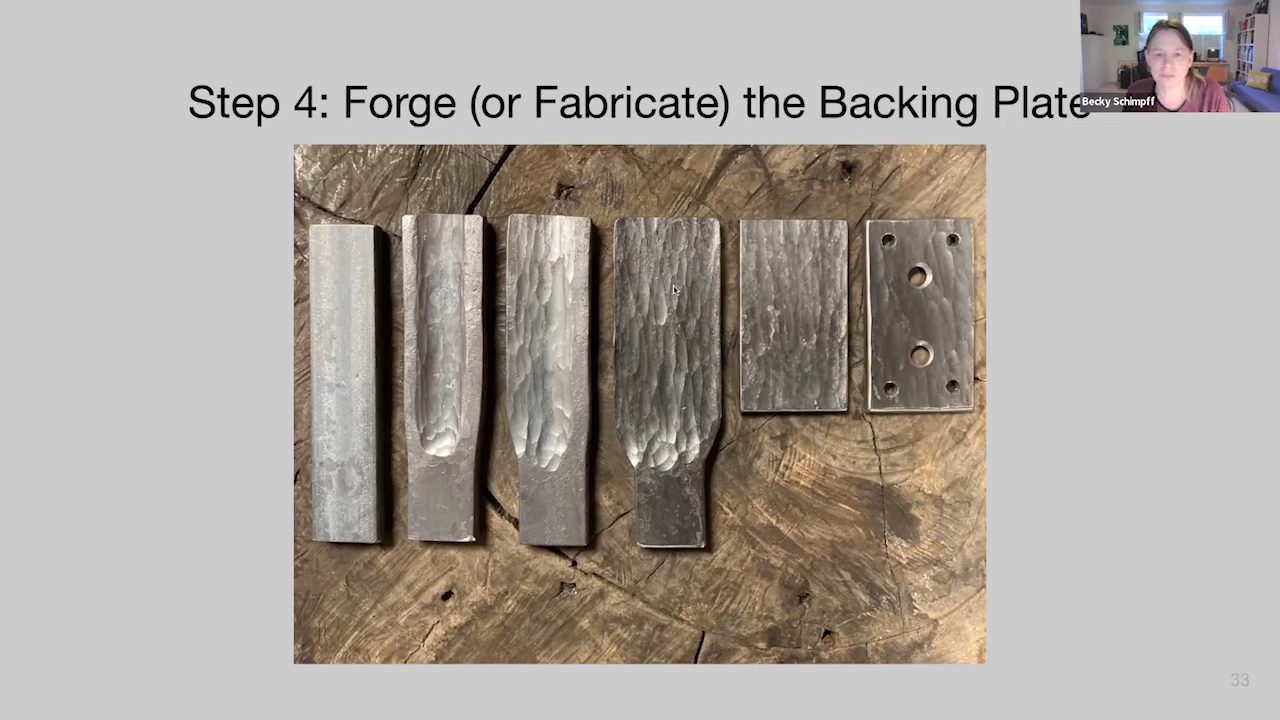 Step 4: Forge (or Fabricate) the Backing Plate
Becky Schimpff
33